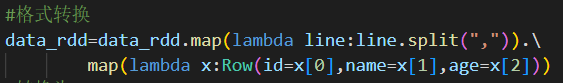 #格式转换
data_rdd=data_rdd.map(lambda line:line.split(",")).\
map(lambda x:Row(id=x[0],name=x[1],age=x[2]))